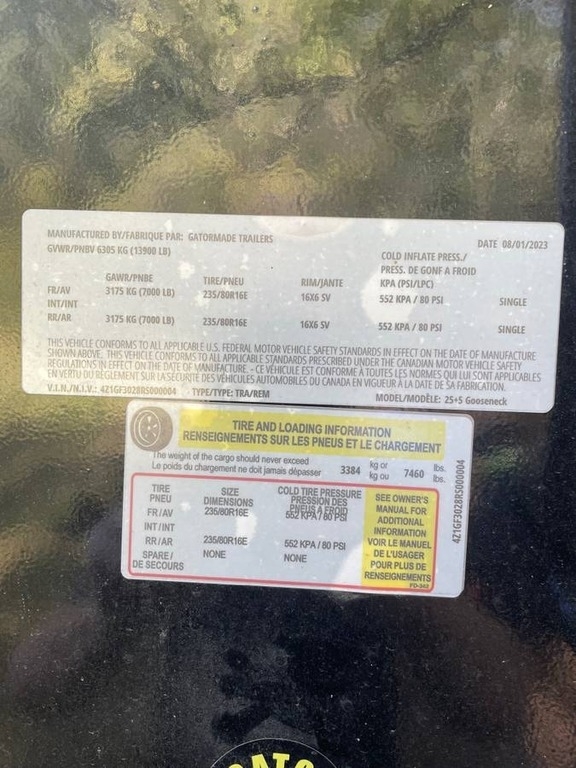 MANUFACTURED BY/FABRIQUE PAR: GATORMADE TRAILERS DATE 08/01/2023
GVWR/PNBV 6305 KG (13900 LB)
COLD INFLATE PRESS./
PRESS. DE GONF A FROID
GAWR/PNBE TIRE/PNEU RIM/JANTE KPA (PSI/LPC)
FR/AV 3175 KG (7000 LB) 235/80R16E 16X6 SV 552 KPA / 80 PSI SINGLE
INT/INT
RR/AR 3175 KG (7000 LB) 235/80R16E 16X6 SV 552 KPA / 80 PSI SINGLE
THIS VEHICLE CONFORMS TO ALL APPLICABLE U.S. FEDERAL MOTOR VEHICLE SAFETY STANDARDS IN EFFECT ON THE DATE OF MANUFACTURE
SHOWN ABOVE. THIS VEHICLE CONFORMS TO ALL APPLICABLE STANDARDS PRESCRIBED UNDER THE CANADIAN MOTOR VEHICLE SAFETY
REGULATIONS IN EFFECT ON THE DATE OF MANUFACTURE - CE VÉHICULE EST CONFORME À TOUTES LES NORMES QUI LUI SONT APPLICABLES
EN VERTU DU RÈGLEMENT SUR LA SÉCURITÉ DES VÉHICULES AUTOMOBILES DU CANADA EN VIGUEUR À LA DATE DE SA FABRICATION.
V.I.N./N.I.V.: 4Z1GF3028RS000004 TYPE/TYPE: TRA/REM MODEL/MODÈLE: 25+5 Gooseneck
TIRE AND LOADING INFORMATION
RENSEIGNEMENTS SUR LES PNEUS ET LE CHARGEMENT
The weight of the cargo should never exceed
Le poids du chargement ne doit jamais dépasser
3384 kg or
kg ou
7460 lbs.
lbs.
TIRE
PNEU
SIZE
DIMENSIONS
COLD TIRE PRESSURE
PRESSION DES
PNEUS A FROID
FR/AV 235/80R16E 552 KPA / 80 PSI
INT/INT
RR/AR 235/80R16E 552 KPA / 80 PSI
SPARE/
DE SECOURS
NONE NONE
SEE OWNER'S
MANUAL FOR
ADDITIONAL
INFORMATION
VOIR LE MANUEL
DE L'USAGER
POUR PLUS DE
RENSEIGNEMENTS
PD-343
4Z1GF3028RS000004
GATO